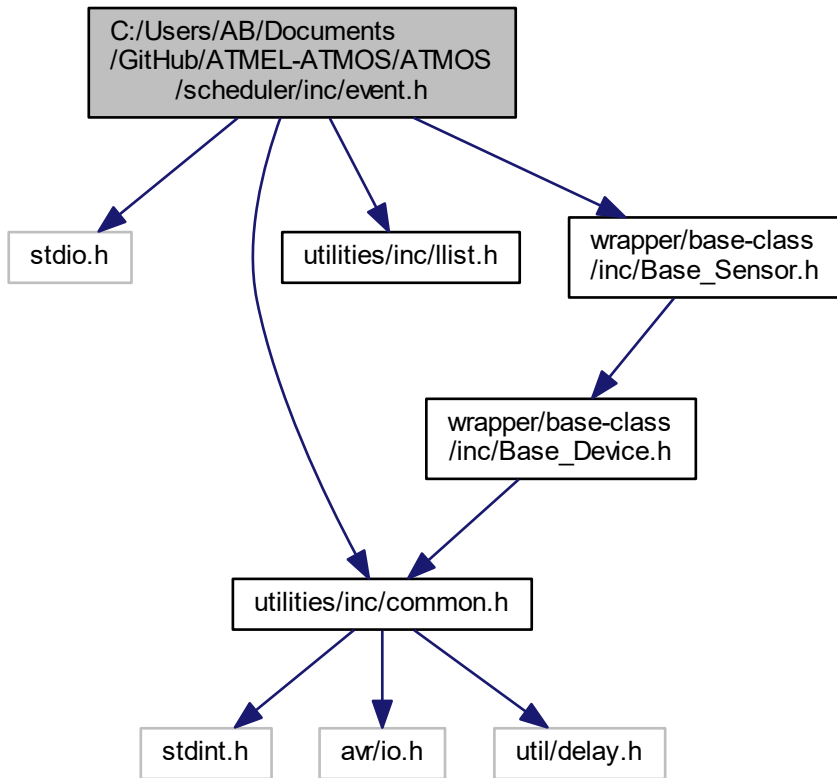 C:/Users/AB/Documents
/GitHub/ATMEL-ATMOS/ATMOS
/scheduler/inc/event.h
stdio.h
utilities/inc/llist.h
wrapper/base-class
/inc/Base_Sensor.h
wrapper/base-class
/inc/Base_Device.h
utilities/inc/common.h
stdint.h
avr/io.h
util/delay.h